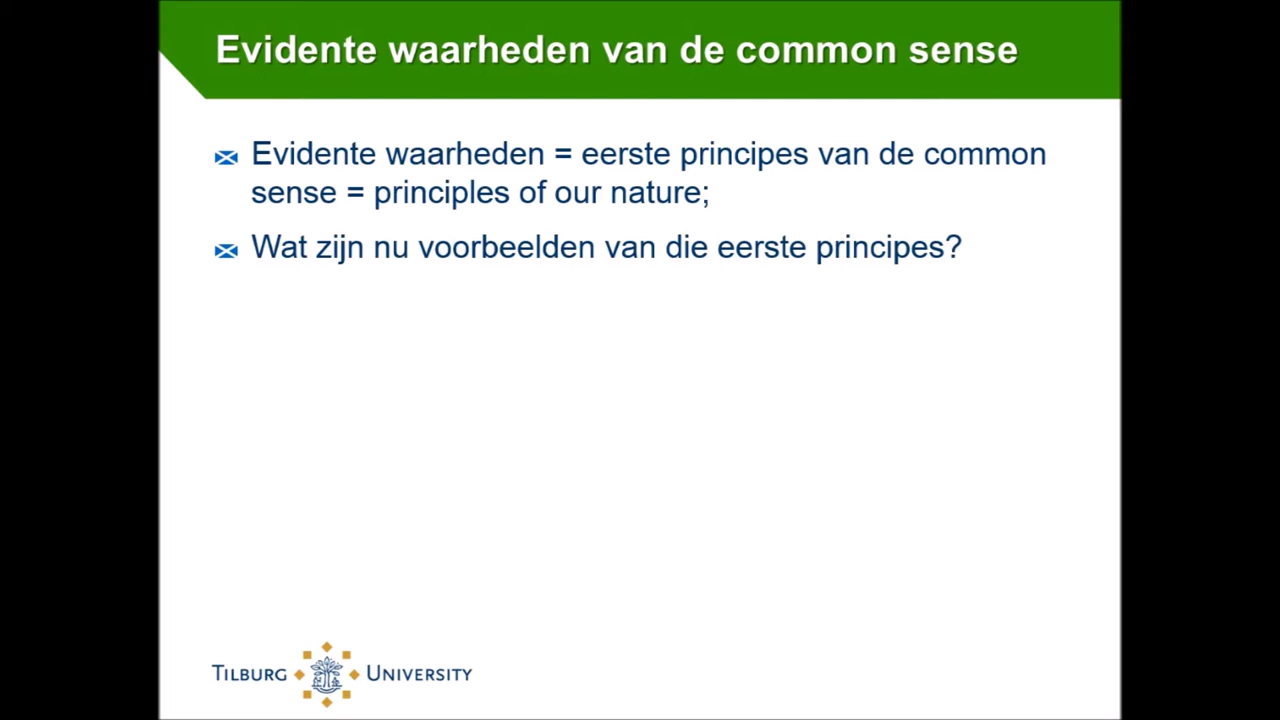 Evidente waarheden van de common sense
Evidente waarheden = eerste principes van de common
sense = principles of our nature;
Wat zijn nu voorbeelden van die eerste principes?
TILBURG UNIVERSITY